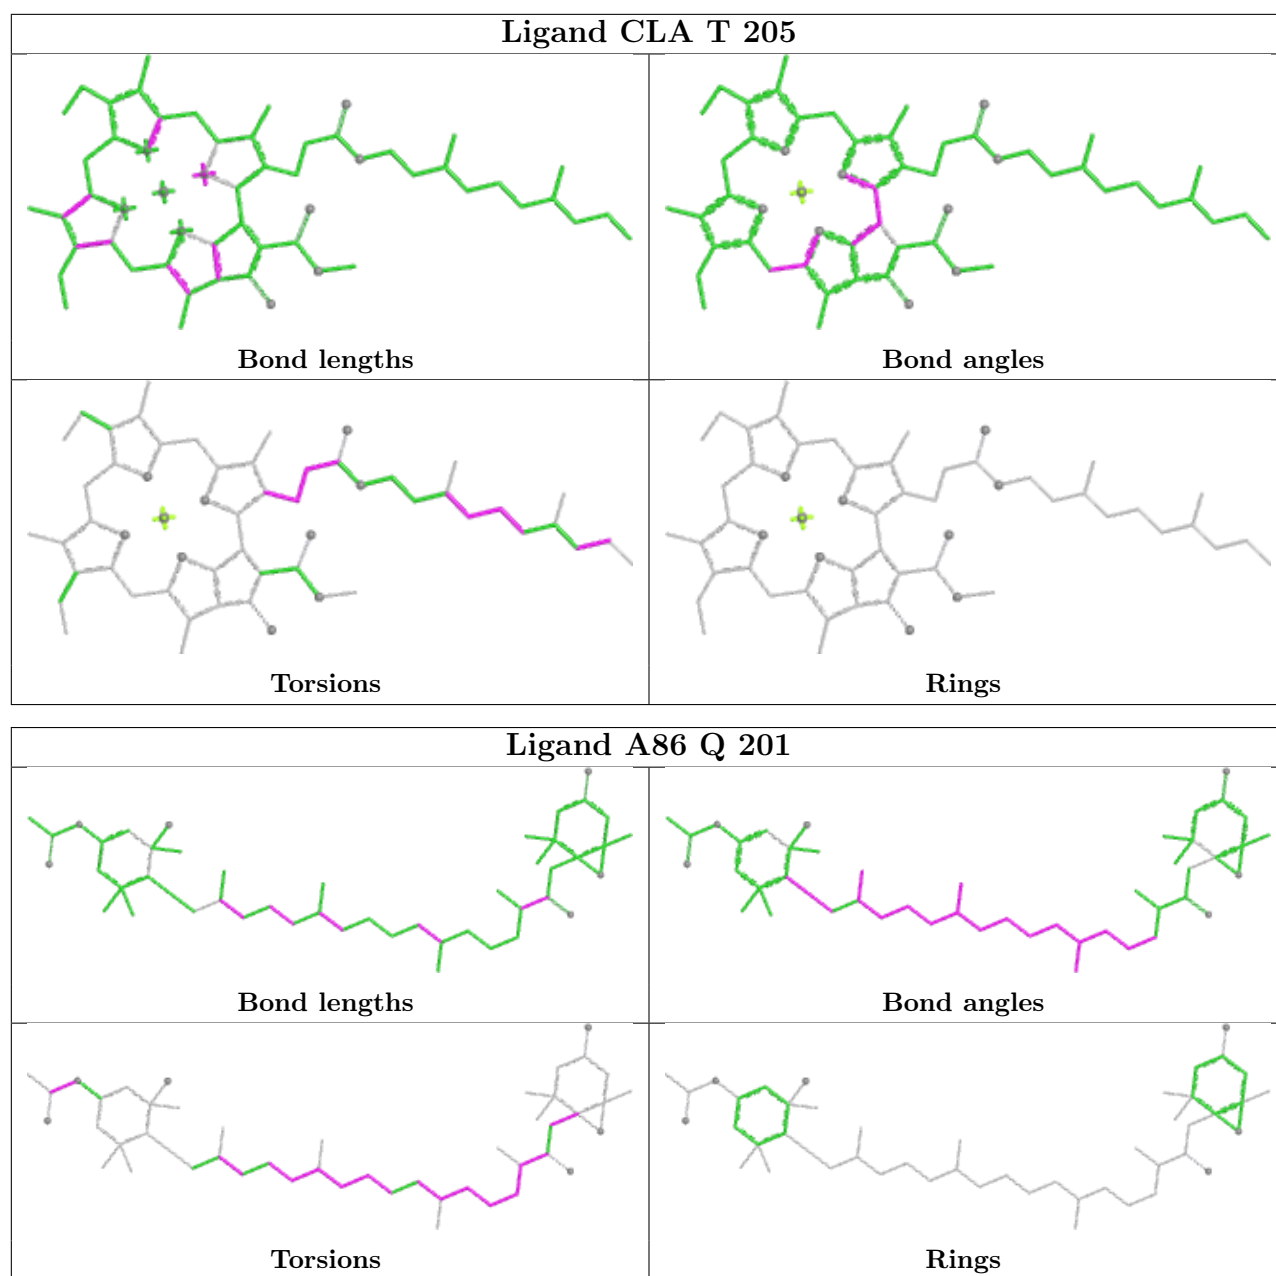 Ligand CLA T 205
Bond lengths
Bond angles
Torsions
Rings
Ligand A86 Q 201
Bond lengths
Bond angles
Torsions
Rings